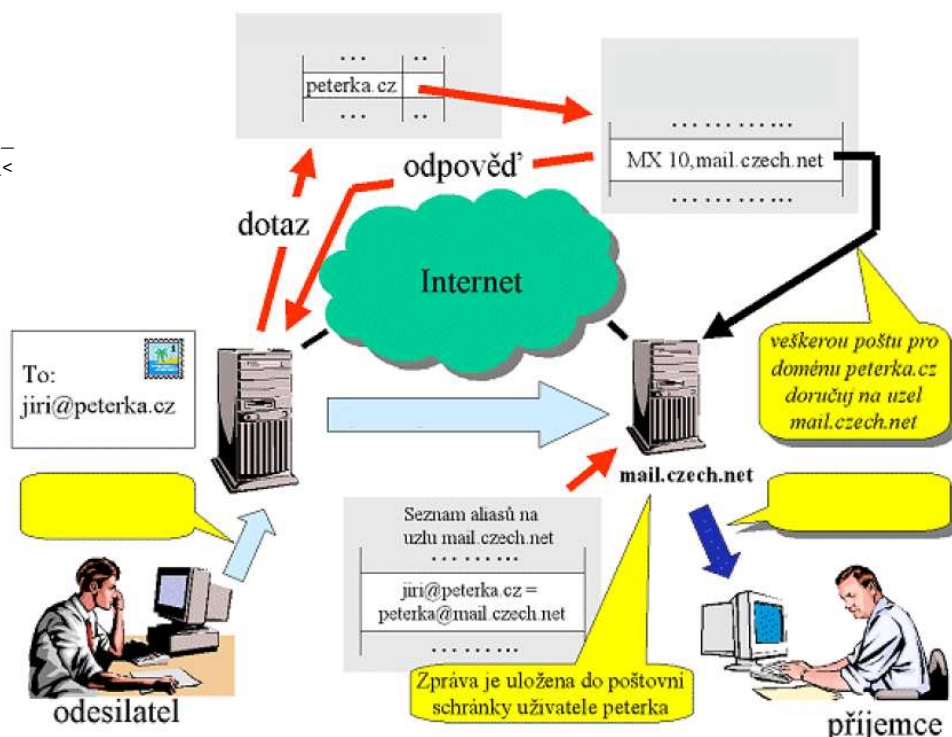 ... ..
peterka.cz
... ..
............
MX 10,mail.czech.net
............
_
<
odpověď
dotaz
Internet
To:
jiri@peterka.cz
1
veškerou poštu pro
doménu peterka.cz
doručuj na uzel
mail.czech.net
mail.czech.net
Seznam aliasů na
uzlu mail.czech.net
.........
jiri@peterka.cz =
peterka@mail.czech.net
.........
Zpráva je uložena do poštovní
schránky uživatele peterka
odesilatel
příjemce